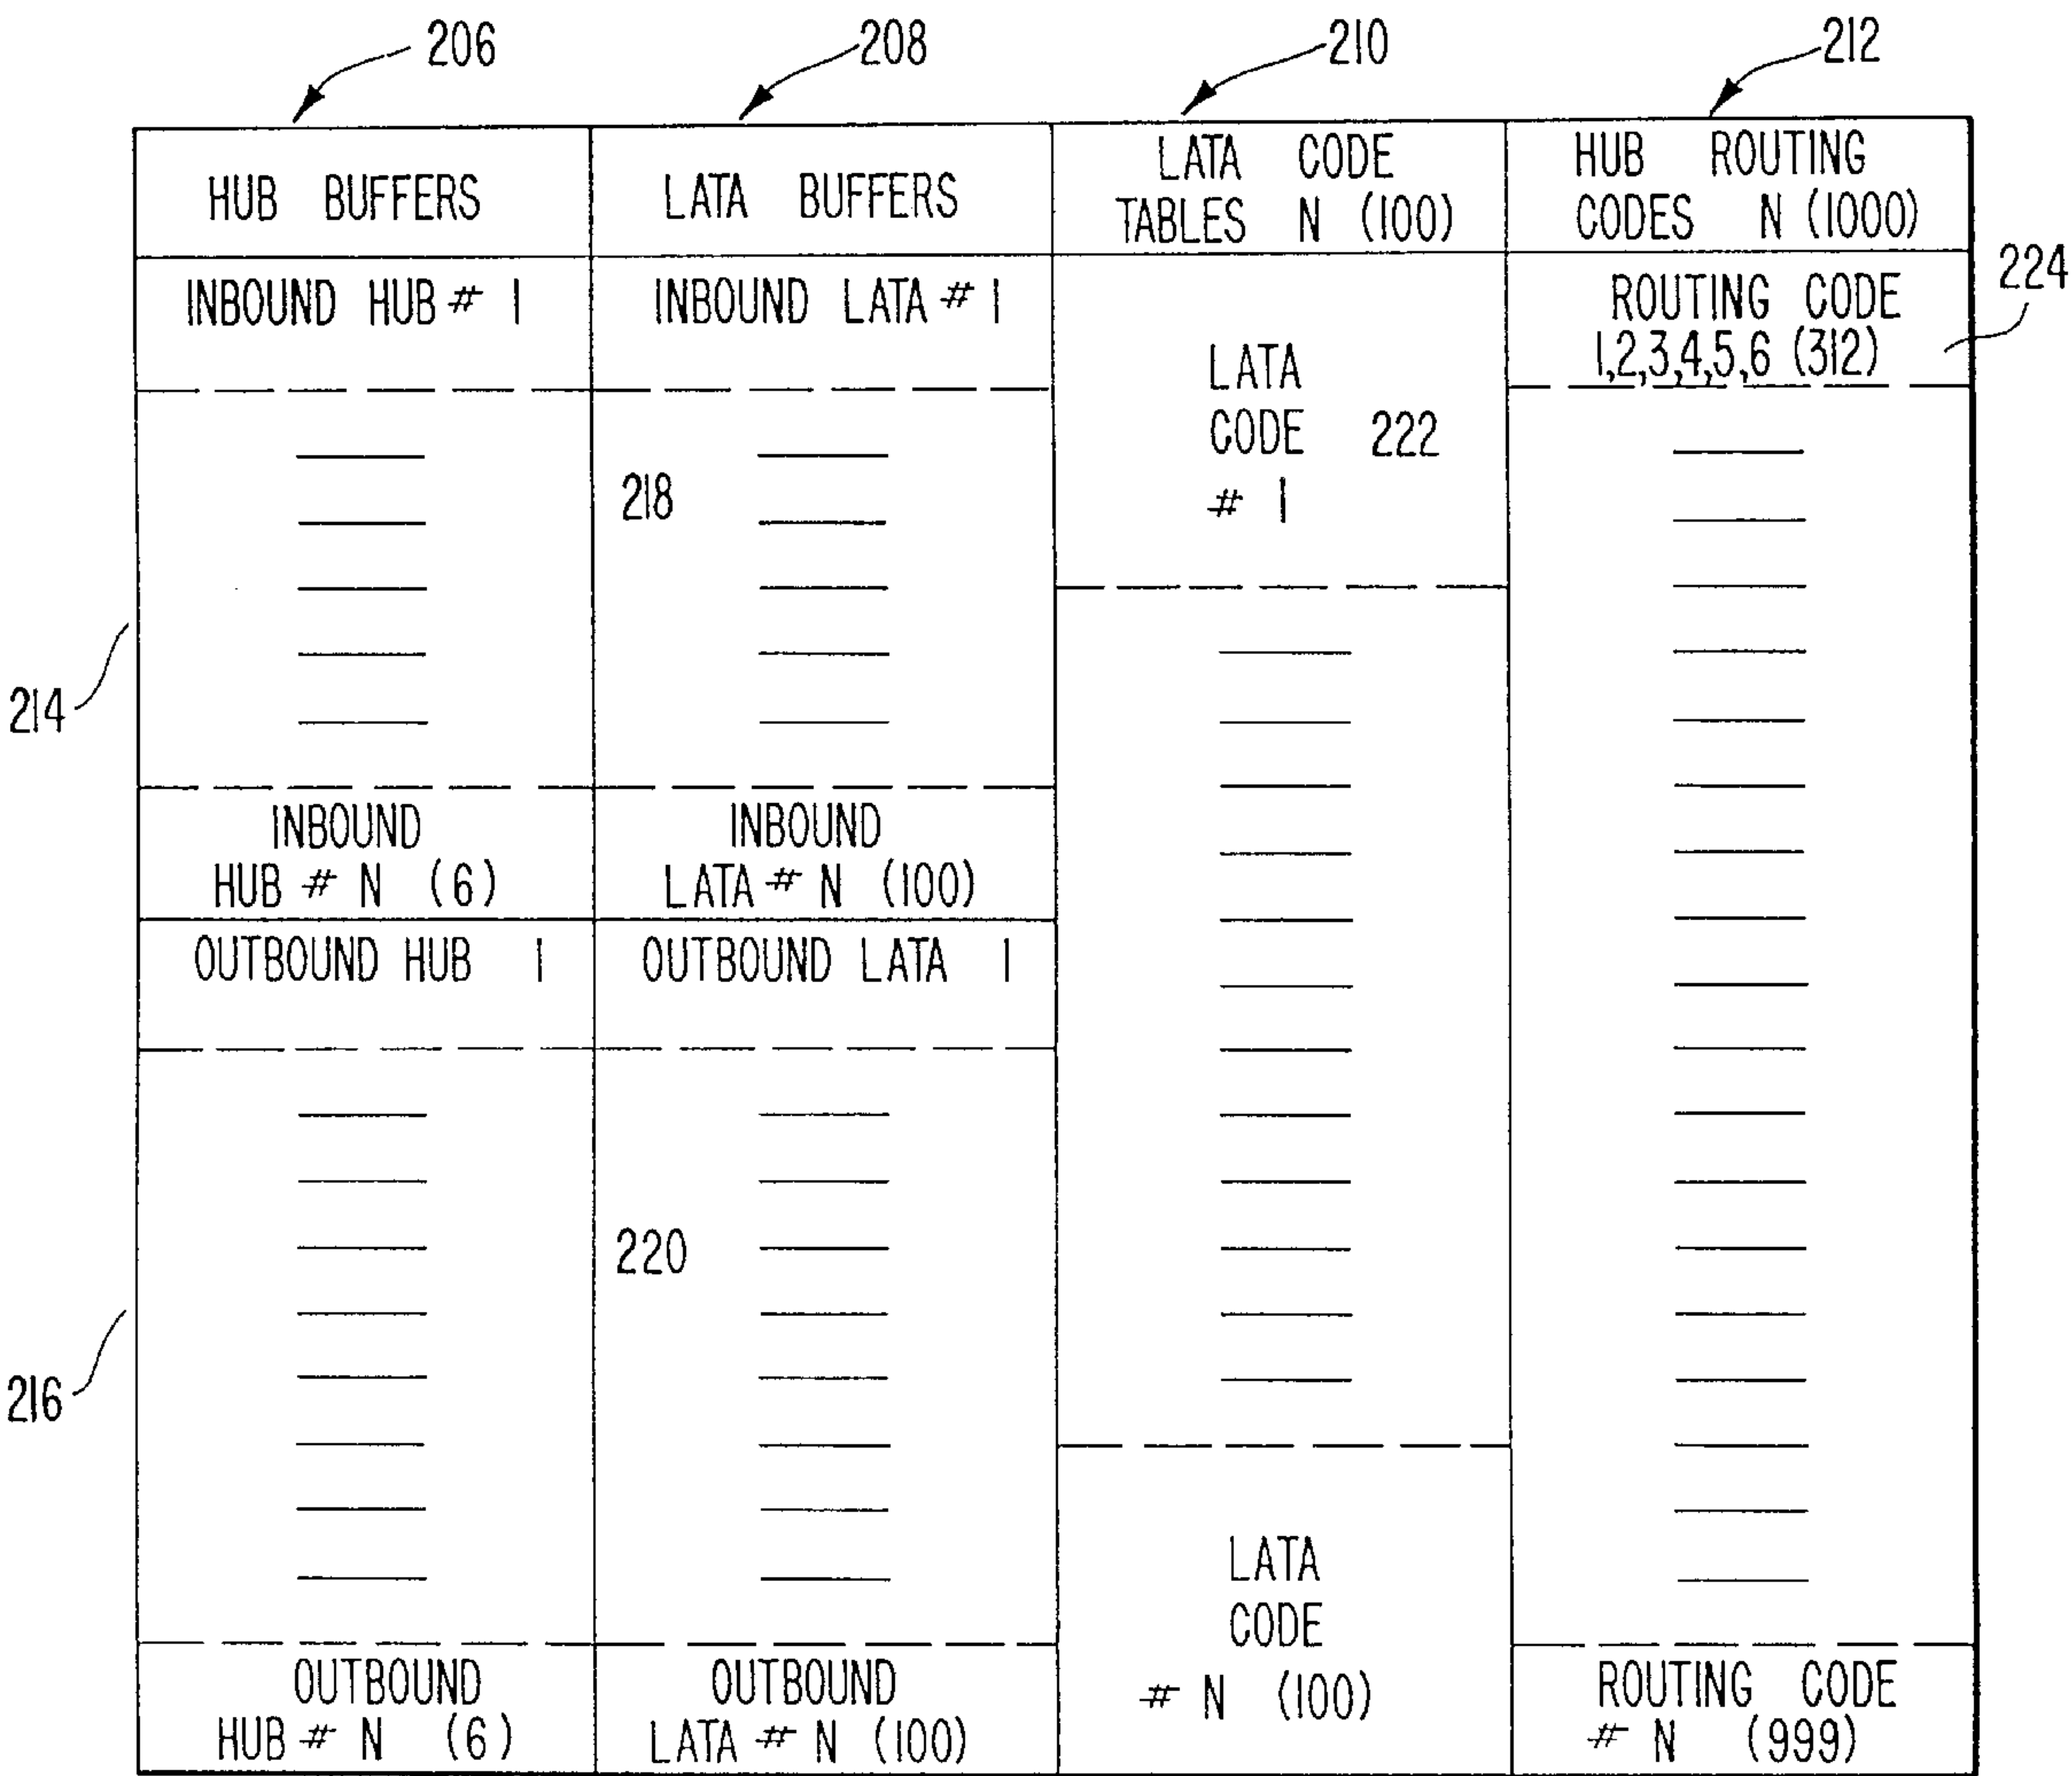 206
208
210
212
HUB BUFFERS
LATA BUFFERS
LATA CODE
TABLES N (100)
HUB ROUTING
CODES N (1000)
224
INBOUND HUB # 1
INBOUND LATA # 1
LATA
CODE 222
# 1
ROUTING CODE
1,2,3,4,5,6 (312)
218
214
INBOUND
HUB # N (6)
INBOUND
LATA # N (100)
OUTBOUND HUB 1
OUTBOUND LATA 1
220
216
OUTBOUND
HUB # N (6)
OUTBOUND
LATA # N (100)
LATA
CODE
# N (100)
ROUTING CODE
# N (999)